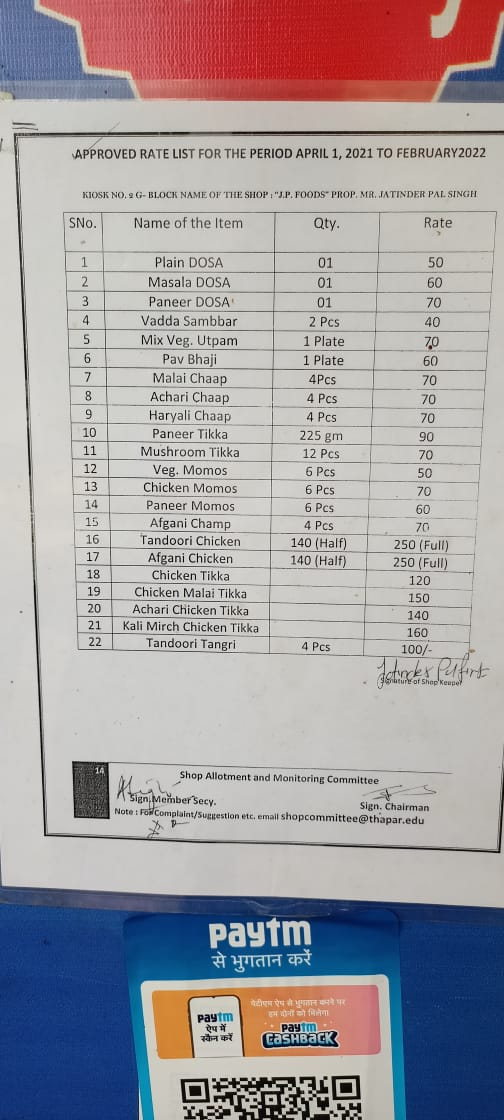 APPROVED RATE LIST FOR THE PERIOD APRIL 1, 2021 TO FEBRUARY2022
KIOSK NO. 2 G- BLOCK NAME OF THE SHOP : "J.P. FOODS" PROP. MR. JATINDER PAL SINGH
SNo. Name of the Item Qty. Rate
1 Plain DOSA 01 50
2 Masala DOSA 01 60
3 Paneer DOSA 01 70
4 Vadda Sambbar 2 Pcs 40
5 Mix Veg. Utpam 1 Plate 70
6 Pav Bhaji 1 Plate 60
7 Malai Chaap 4Pcs 70
8 Achari Chaap 4 Pcs 70
9 Haryali Chaap 4 Pcs 70
10 Paneer Tikka 225 gm 90
11 Mushroom Tikka 12 Pcs 70
12 Veg. Momos 6 Pcs 50
13 Chicken Momos 6 Pcs 70
14 Paneer Momos 6 Pcs 60
15 Afgani Champ 4 Pcs 70
16 Tandoori Chicken 140 (Half) 250 (Full)
17 Afgani Chicken 140 (Half) 250 (Full)
18 Chicken Tikka 120
19 Chicken Malai Tikka 150
20 Achari Chicken Tikka 140
21 Kali Mirch Chicken Tikka 160
22 Tandoori Tangri 4 Pcs 100/-
Signature of Shop Keeper
14
Shop Allotment and Monitoring Committee
Sign.Member Secy. Sign. Chairman
Note : For Complaint/Suggestion etc. email shopcommittee@thapar.edu
paytm
से भुगतान करें
paytm
ऐप में
स्कैन करें
पेटीएम ऐप से भुगतान करने पर
हम दोनों को मिलेगा
paytm
CASHBACK